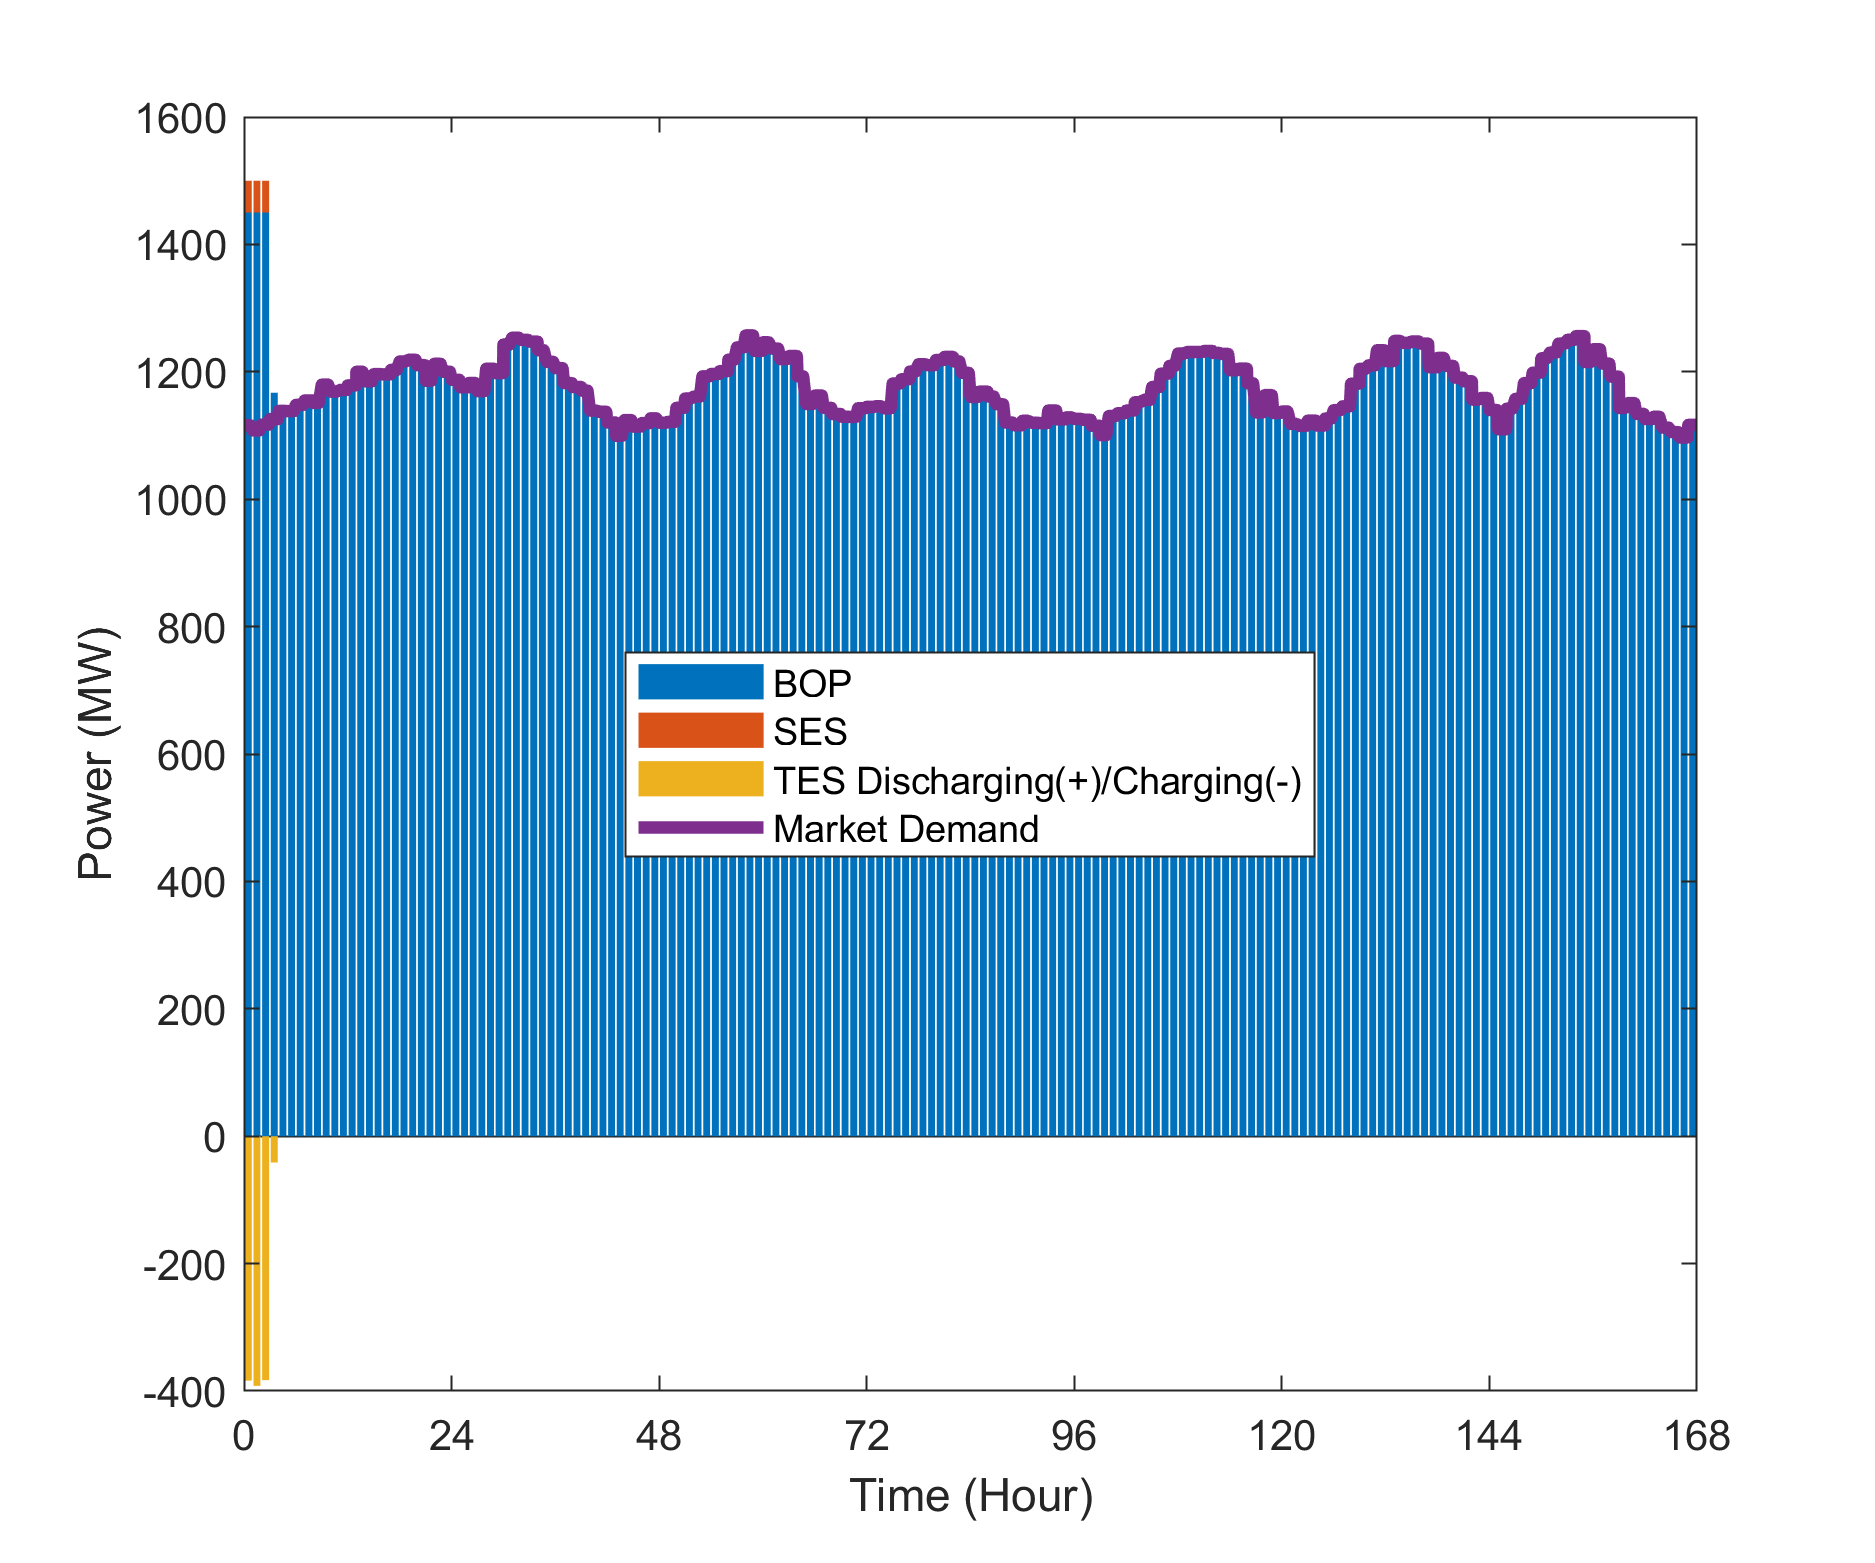 1600
1400
1200
1000
800
600
400
200
0
-200
-400
Power (MW)
BOP
SES
TES Discharging(+)/Charging(-)
Market Demand
0 24 48 72 96 120 144 168
Time (Hour)